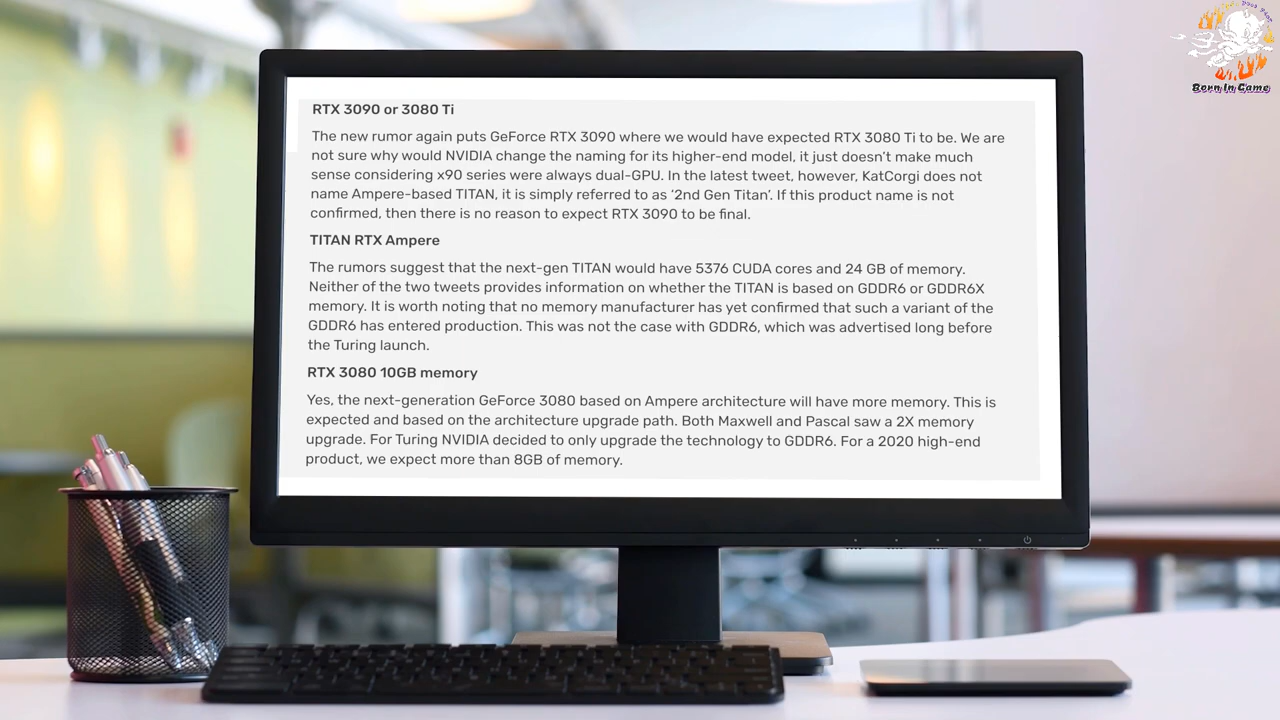 Born In Game
RTX 3090 or 3080 Ti
The new rumor again puts GeForce RTX 3090 where we would have expected RTX 3080 Ti to be. We are
not sure why would NVIDIA change the naming for its higher-end model, it just doesn't make much
sense considering x90 series were always dual-GPU. In the latest tweet, however, KatCorgi does not
name Ampere-based TITAN, it is simply referred to as ‘2nd Gen Titan’. If this product name is not
confirmed, then there is no reason to expect RTX 3090 to be final.
TITAN RTX Ampere
The rumors suggest that the next-gen TITAN would have 5376 CUDA cores and 24 GB of memory.
Neither of the two tweets provides information on whether the TITAN is based on GDDR6 or GDDR6X
memory. It is worth noting that no memory manufacturer has yet confirmed that such a variant of the
GDDR6 has entered production. This was not the case with GDDR6, which was advertised long before
the Turing launch.
RTX 3080 10GB memory
Yes, the next-generation GeForce 3080 based on Ampere architecture will have more memory. This is
expected and based on the architecture upgrade path. Both Maxwell and Pascal saw a 2X memory
upgrade. For Turing NVIDIA decided to only upgrade the technology to GDDR6. For a 2020 high-end
product, we expect more than 8GB of memory.